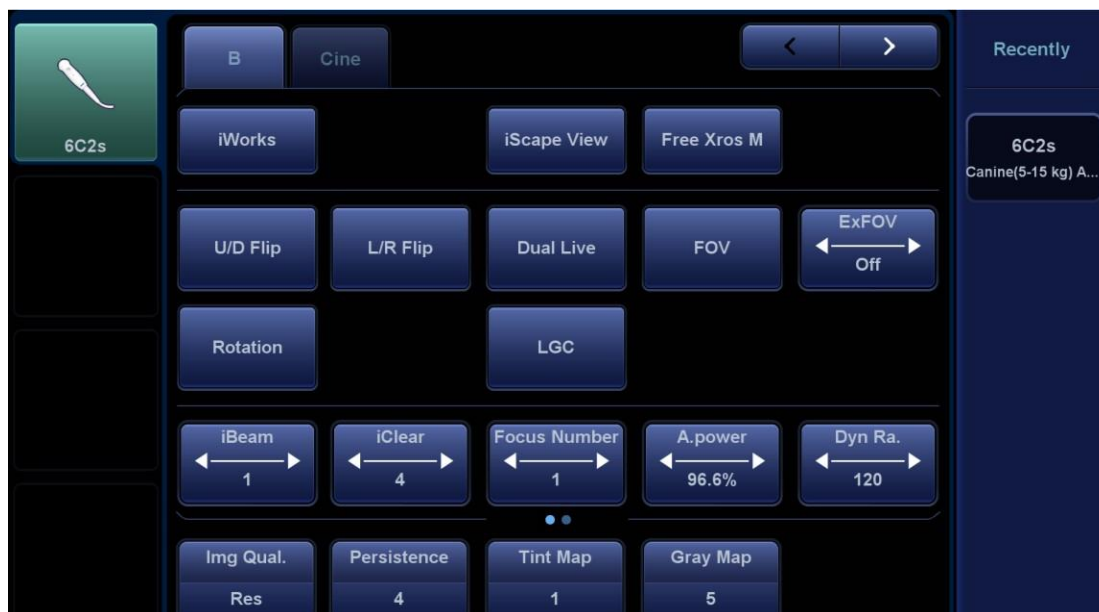 6C2s
B
Cine
<
>
iWorks
iScape View
Free Xros M
U/D Flip
L/R Flip
Dual Live
FOV
ExFOV
Off
Rotation
LGC
iBeam
1
iClear
4
Focus Number
1
A.power
96.6%
Dyn Ra.
120
Img Qual.
Res
Persistence
4
Tint Map
1
Gray Map
5
Recently
6C2s
Canine(5-15 kg) A...